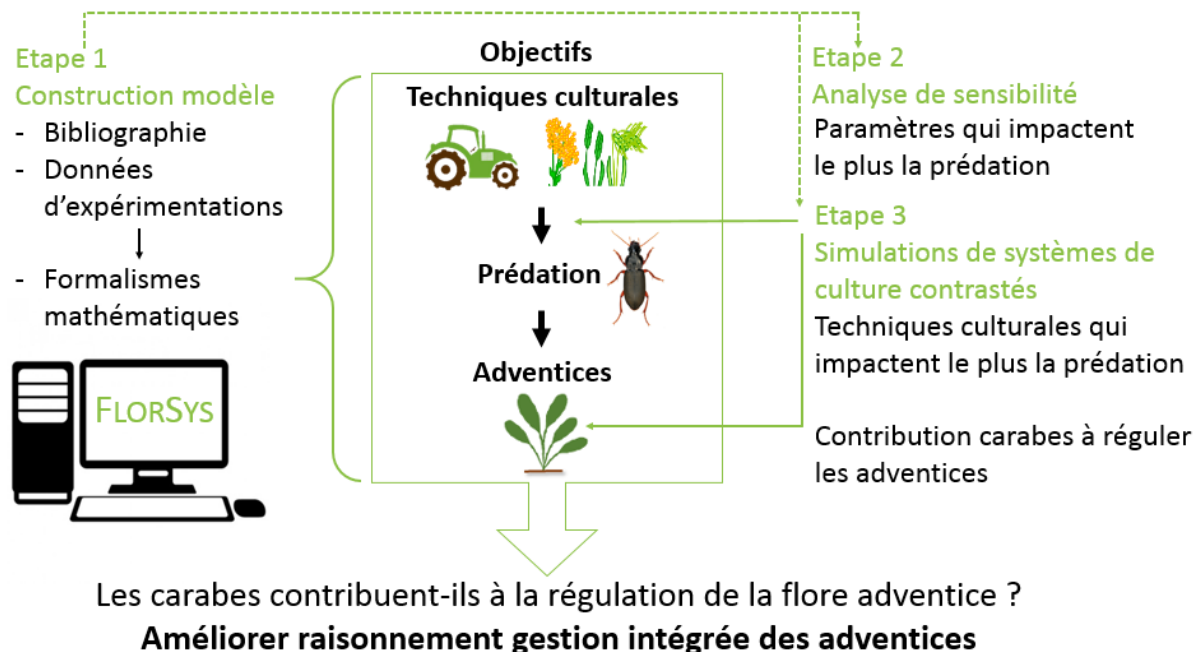 Etape 1
Construction modèle
- Bibliographie
- Données
d’expérimentations
- Formalismes
mathématiques
FLORSYS
Objectifs
Techniques culturales
Prédation
Adventices
Etape 2
Analyse de sensibilité
Paramètres qui impactent
le plus la prédation
Etape 3
Simulations de systèmes de
culture contrastés
Techniques culturales qui
impactent le plus la prédation
Contribution carabes à réguler
les adventices
Les carabes contribuent-ils à la régulation de la flore adventice ?
Améliorer raisonnement gestion intégrée des adventices